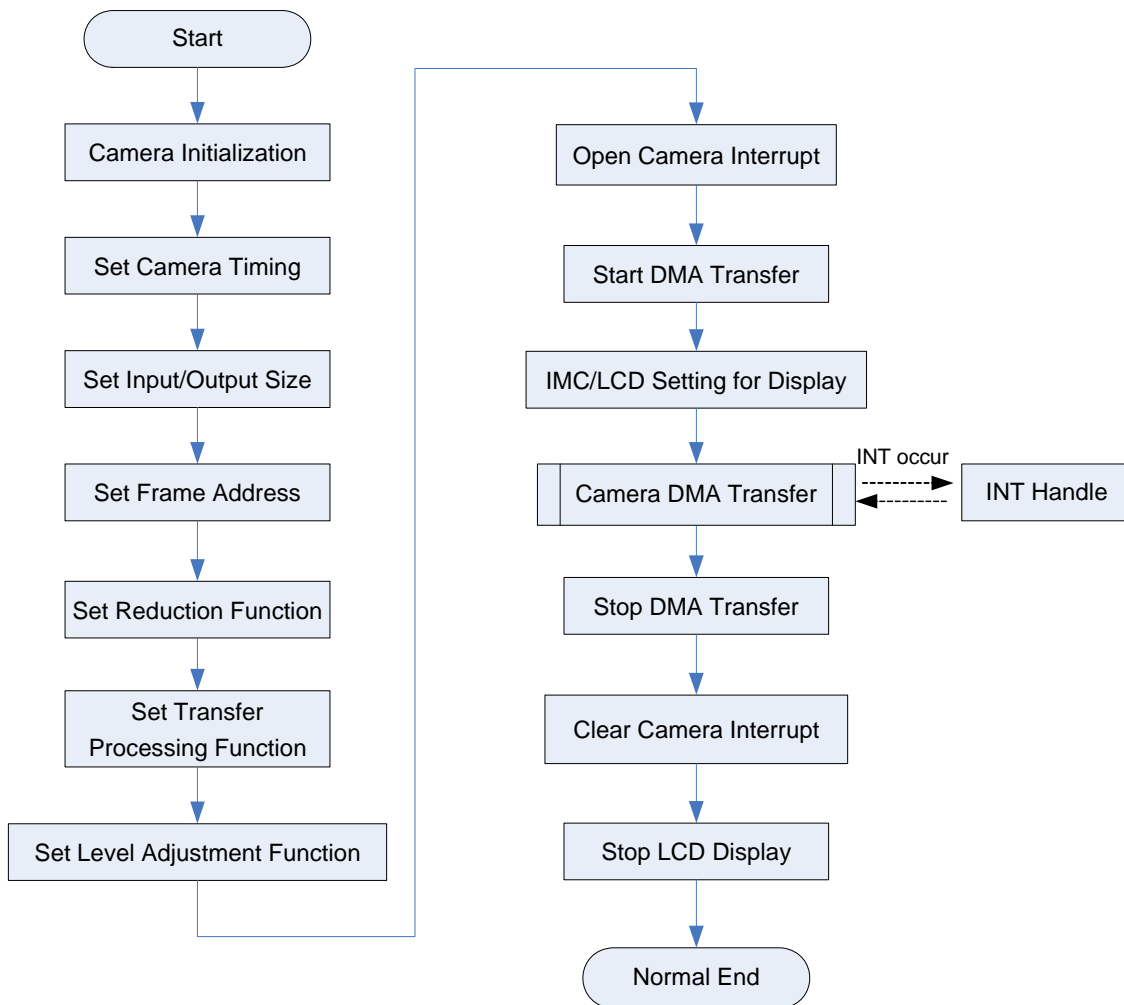 Start
Camera Initialization
Set Camera Timing
Set Input/Output Size
Set Frame Address
Set Reduction Function
Set Transfer
Processing Function
Set Level Adjustment Function
Open Camera Interrupt
Start DMA Transfer
IMC/LCD Setting for Display
Camera DMA Transfer
INT occur
INT Handle
Stop DMA Transfer
Clear Camera Interrupt
Stop LCD Display
Normal End